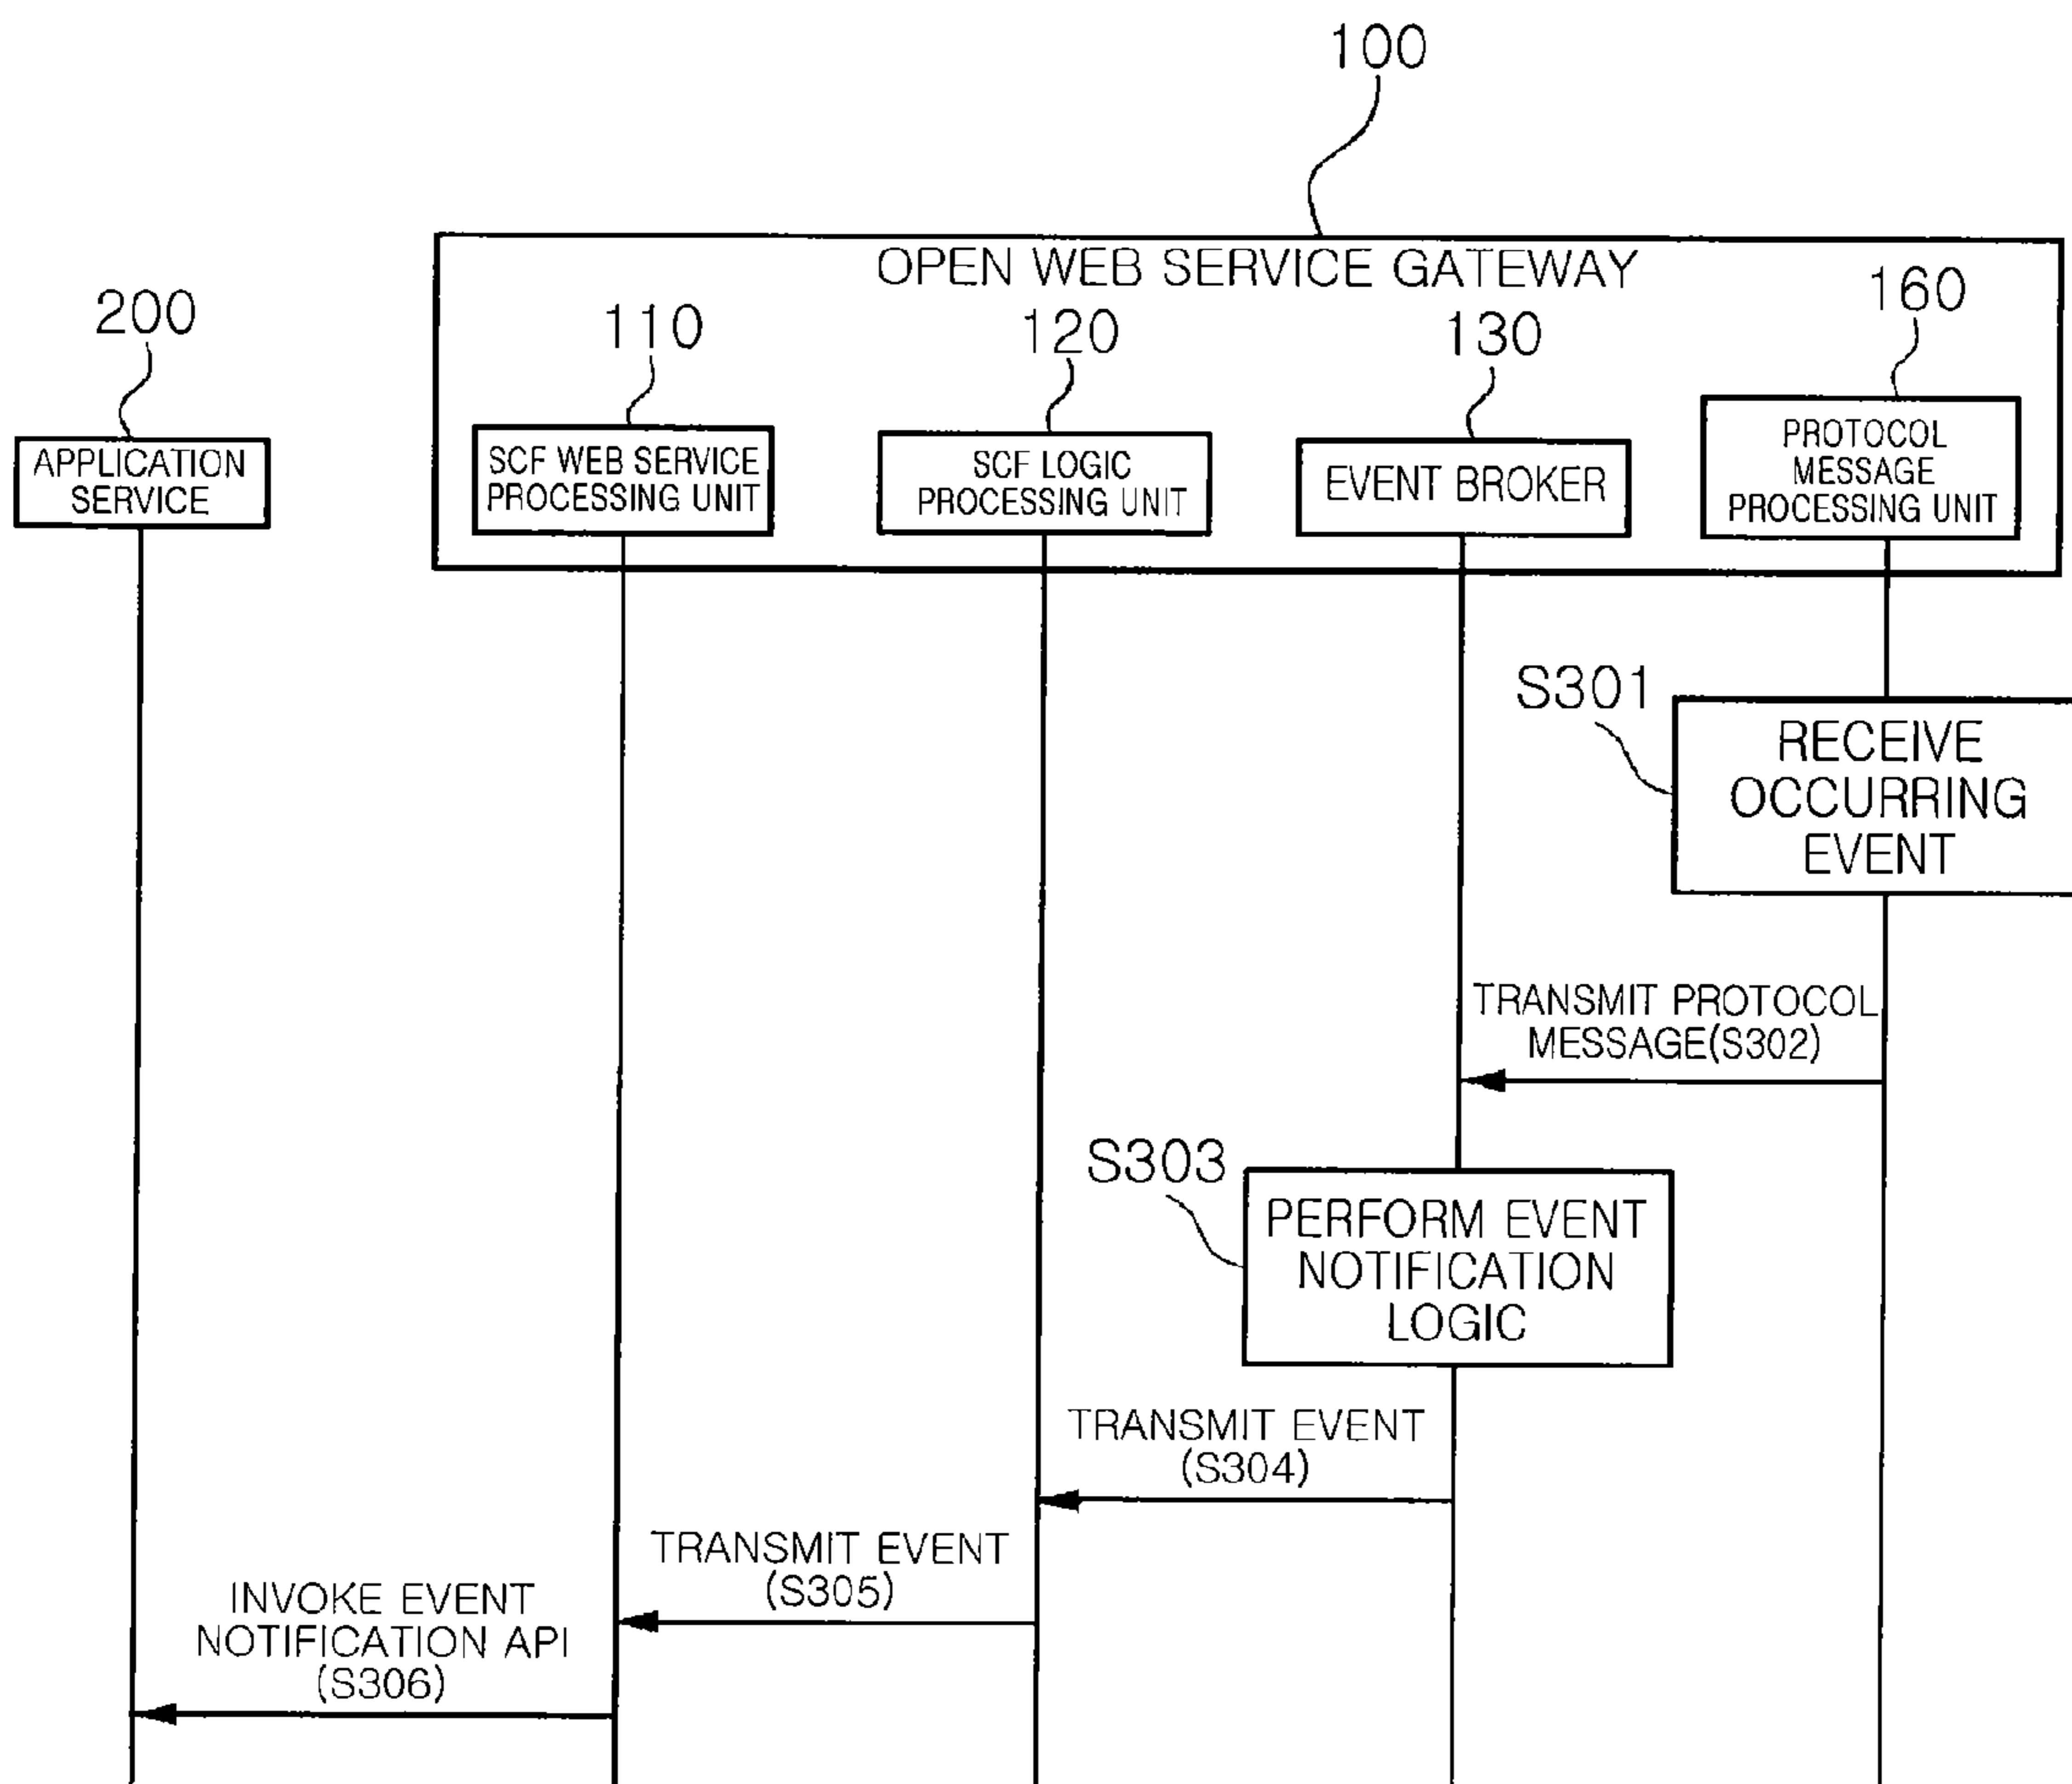 100
OPEN WEB SERVICE GATEWAY
200
110
120
130
160
APPLICATION
SERVICE
SCF WEB SERVICE
PROCESSING UNIT
SCF LOGIC
PROCESSING UNIT
EVENT BROKER
PROTOCOL
MESSAGE
PROCESSING UNIT
S301
RECEIVE
OCCURRING
EVENT
TRANSMIT PROTOCOL
MESSAGE(S302)
S303
PERFORM EVENT
NOTIFICATION
LOGIC
TRANSMIT EVENT
(S304)
TRANSMIT EVENT
(S305)
INVOKE EVENT
NOTIFICATION API
(S306)